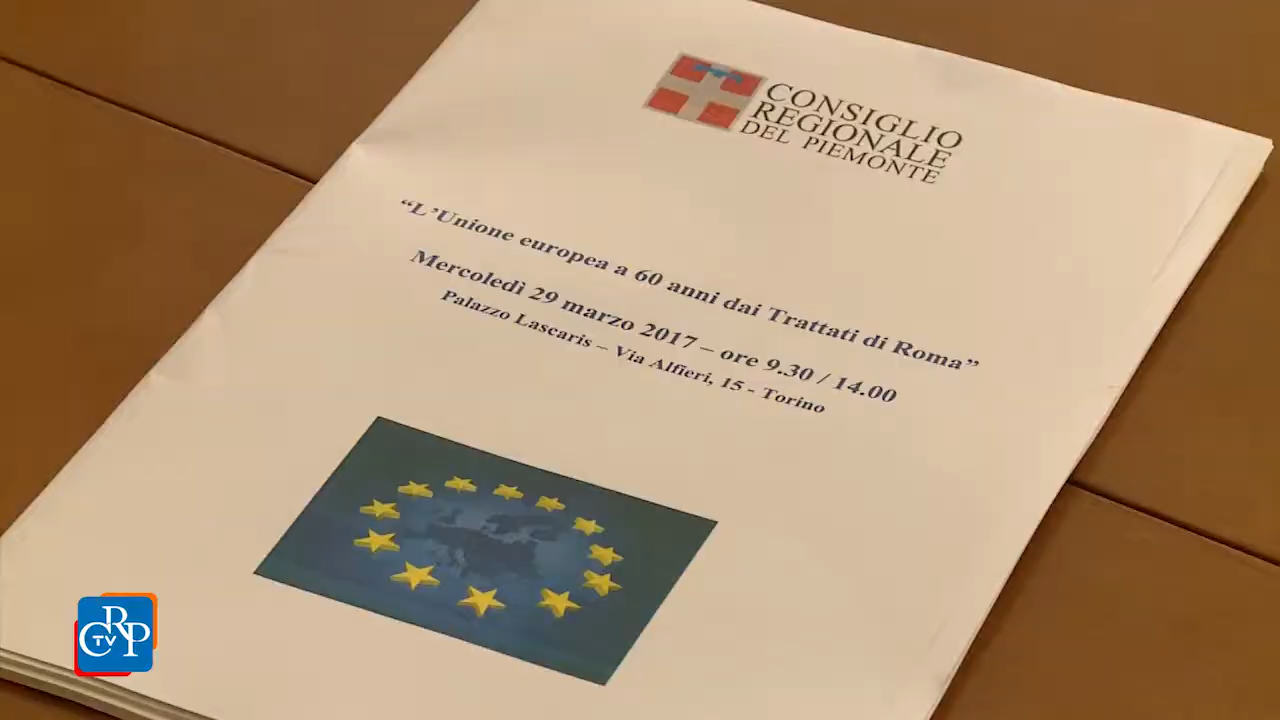 CONSIGLIO
REGIONALE
DEL PIEMONTE
“L’Unione europea a 60 anni dai Trattati di Roma”
Mercoledì 29 marzo 2017 – ore 9.30 / 14.00
Palazzo Lascaris – Via Alfieri, 15 - Torino
CRP
TV